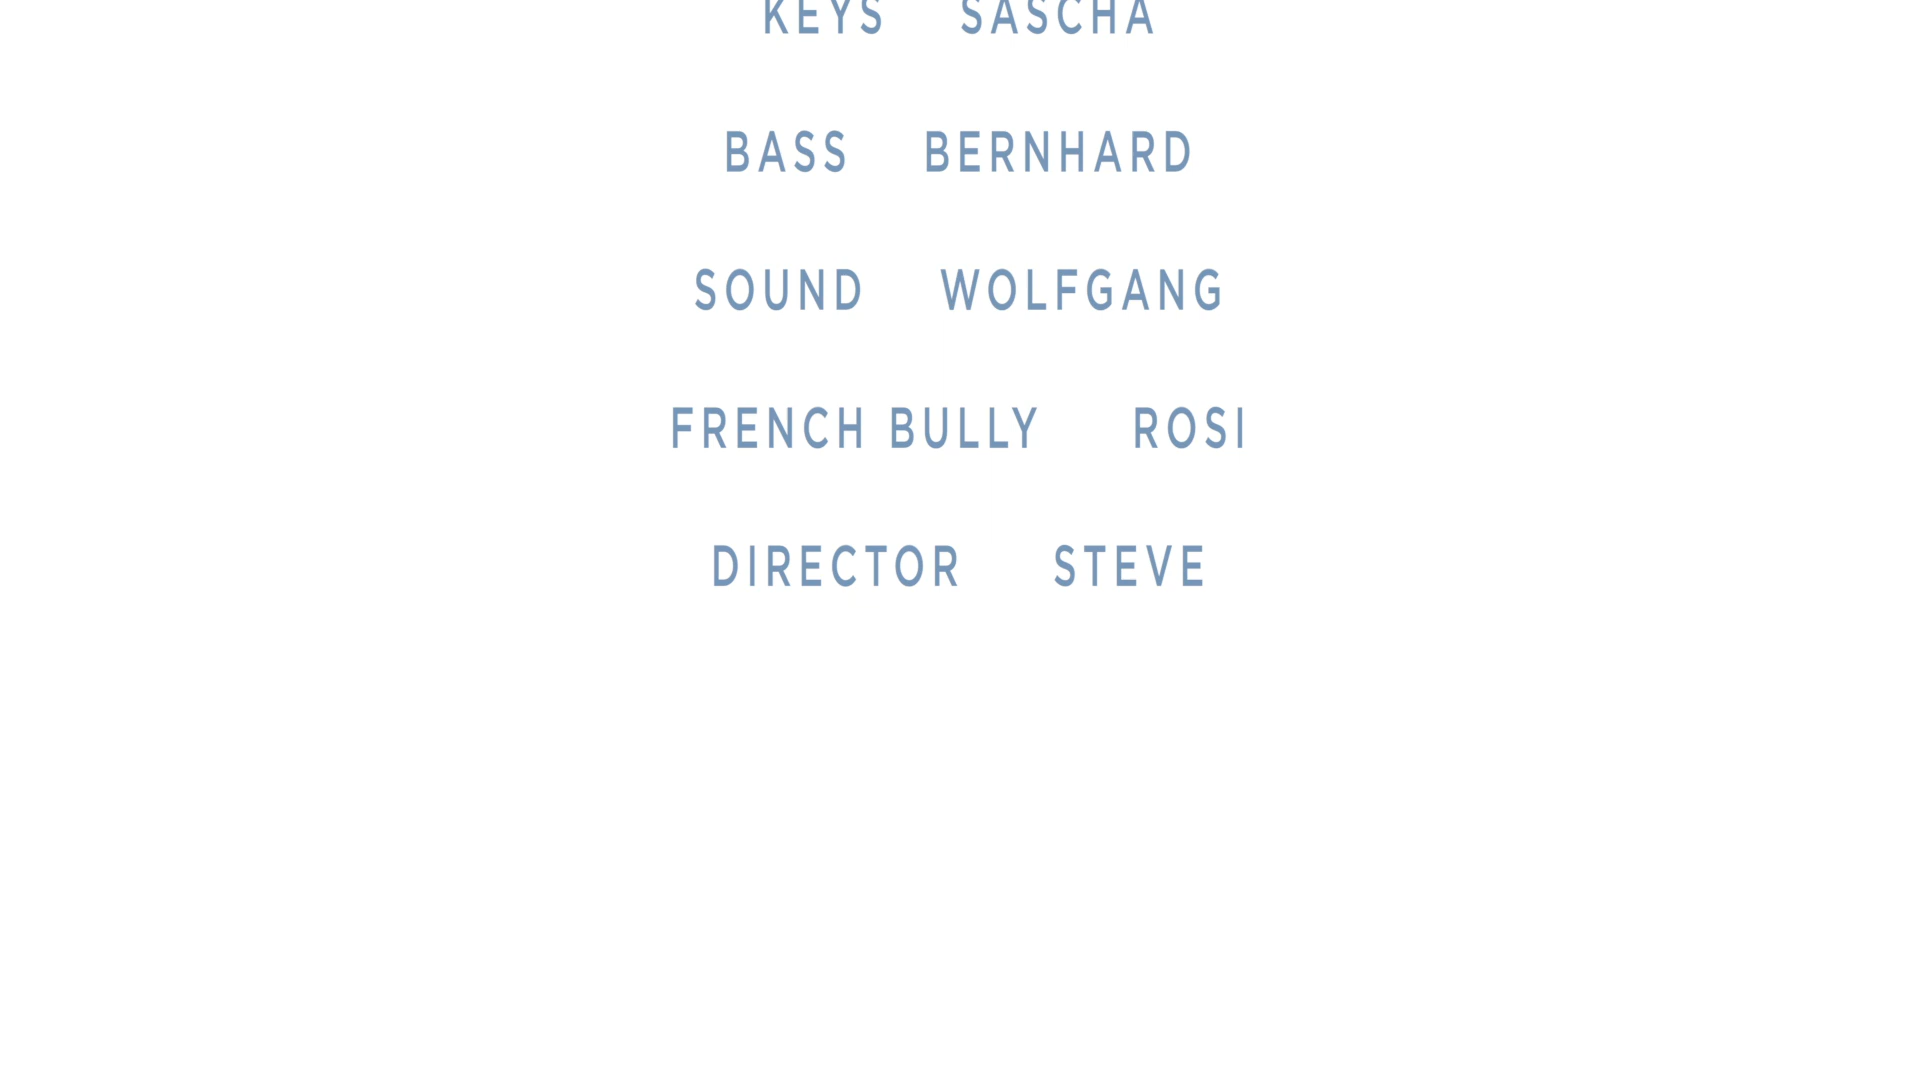 KEYS SASCHA
BASS BERNHARD
SOUND WOLFGANG
FRENCH BULLY ROSI
DIRECTOR STEVE